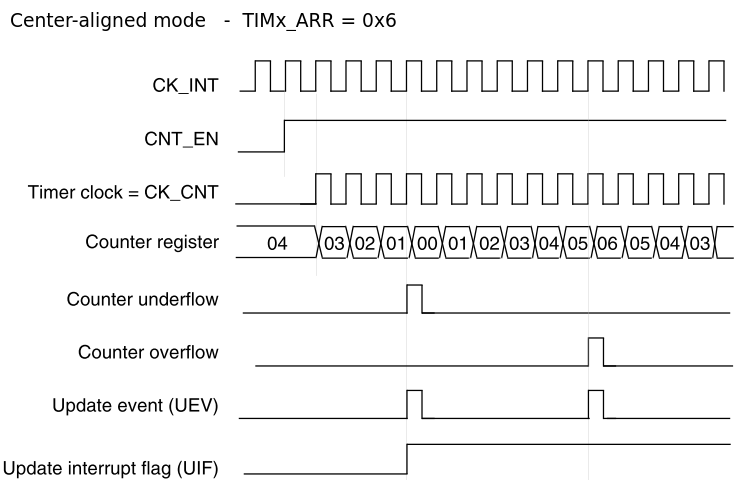 Center-aligned mode - TIMx_ARR = 0x6
CK_INT
CNT_EN
Timer clock = CK_CNT
Counter register 04 03 02 01 00 01 02 03 04 05 06 05 04 03
Counter underflow
Counter overflow
Update event (UEV)
Update interrupt flag (UIF)